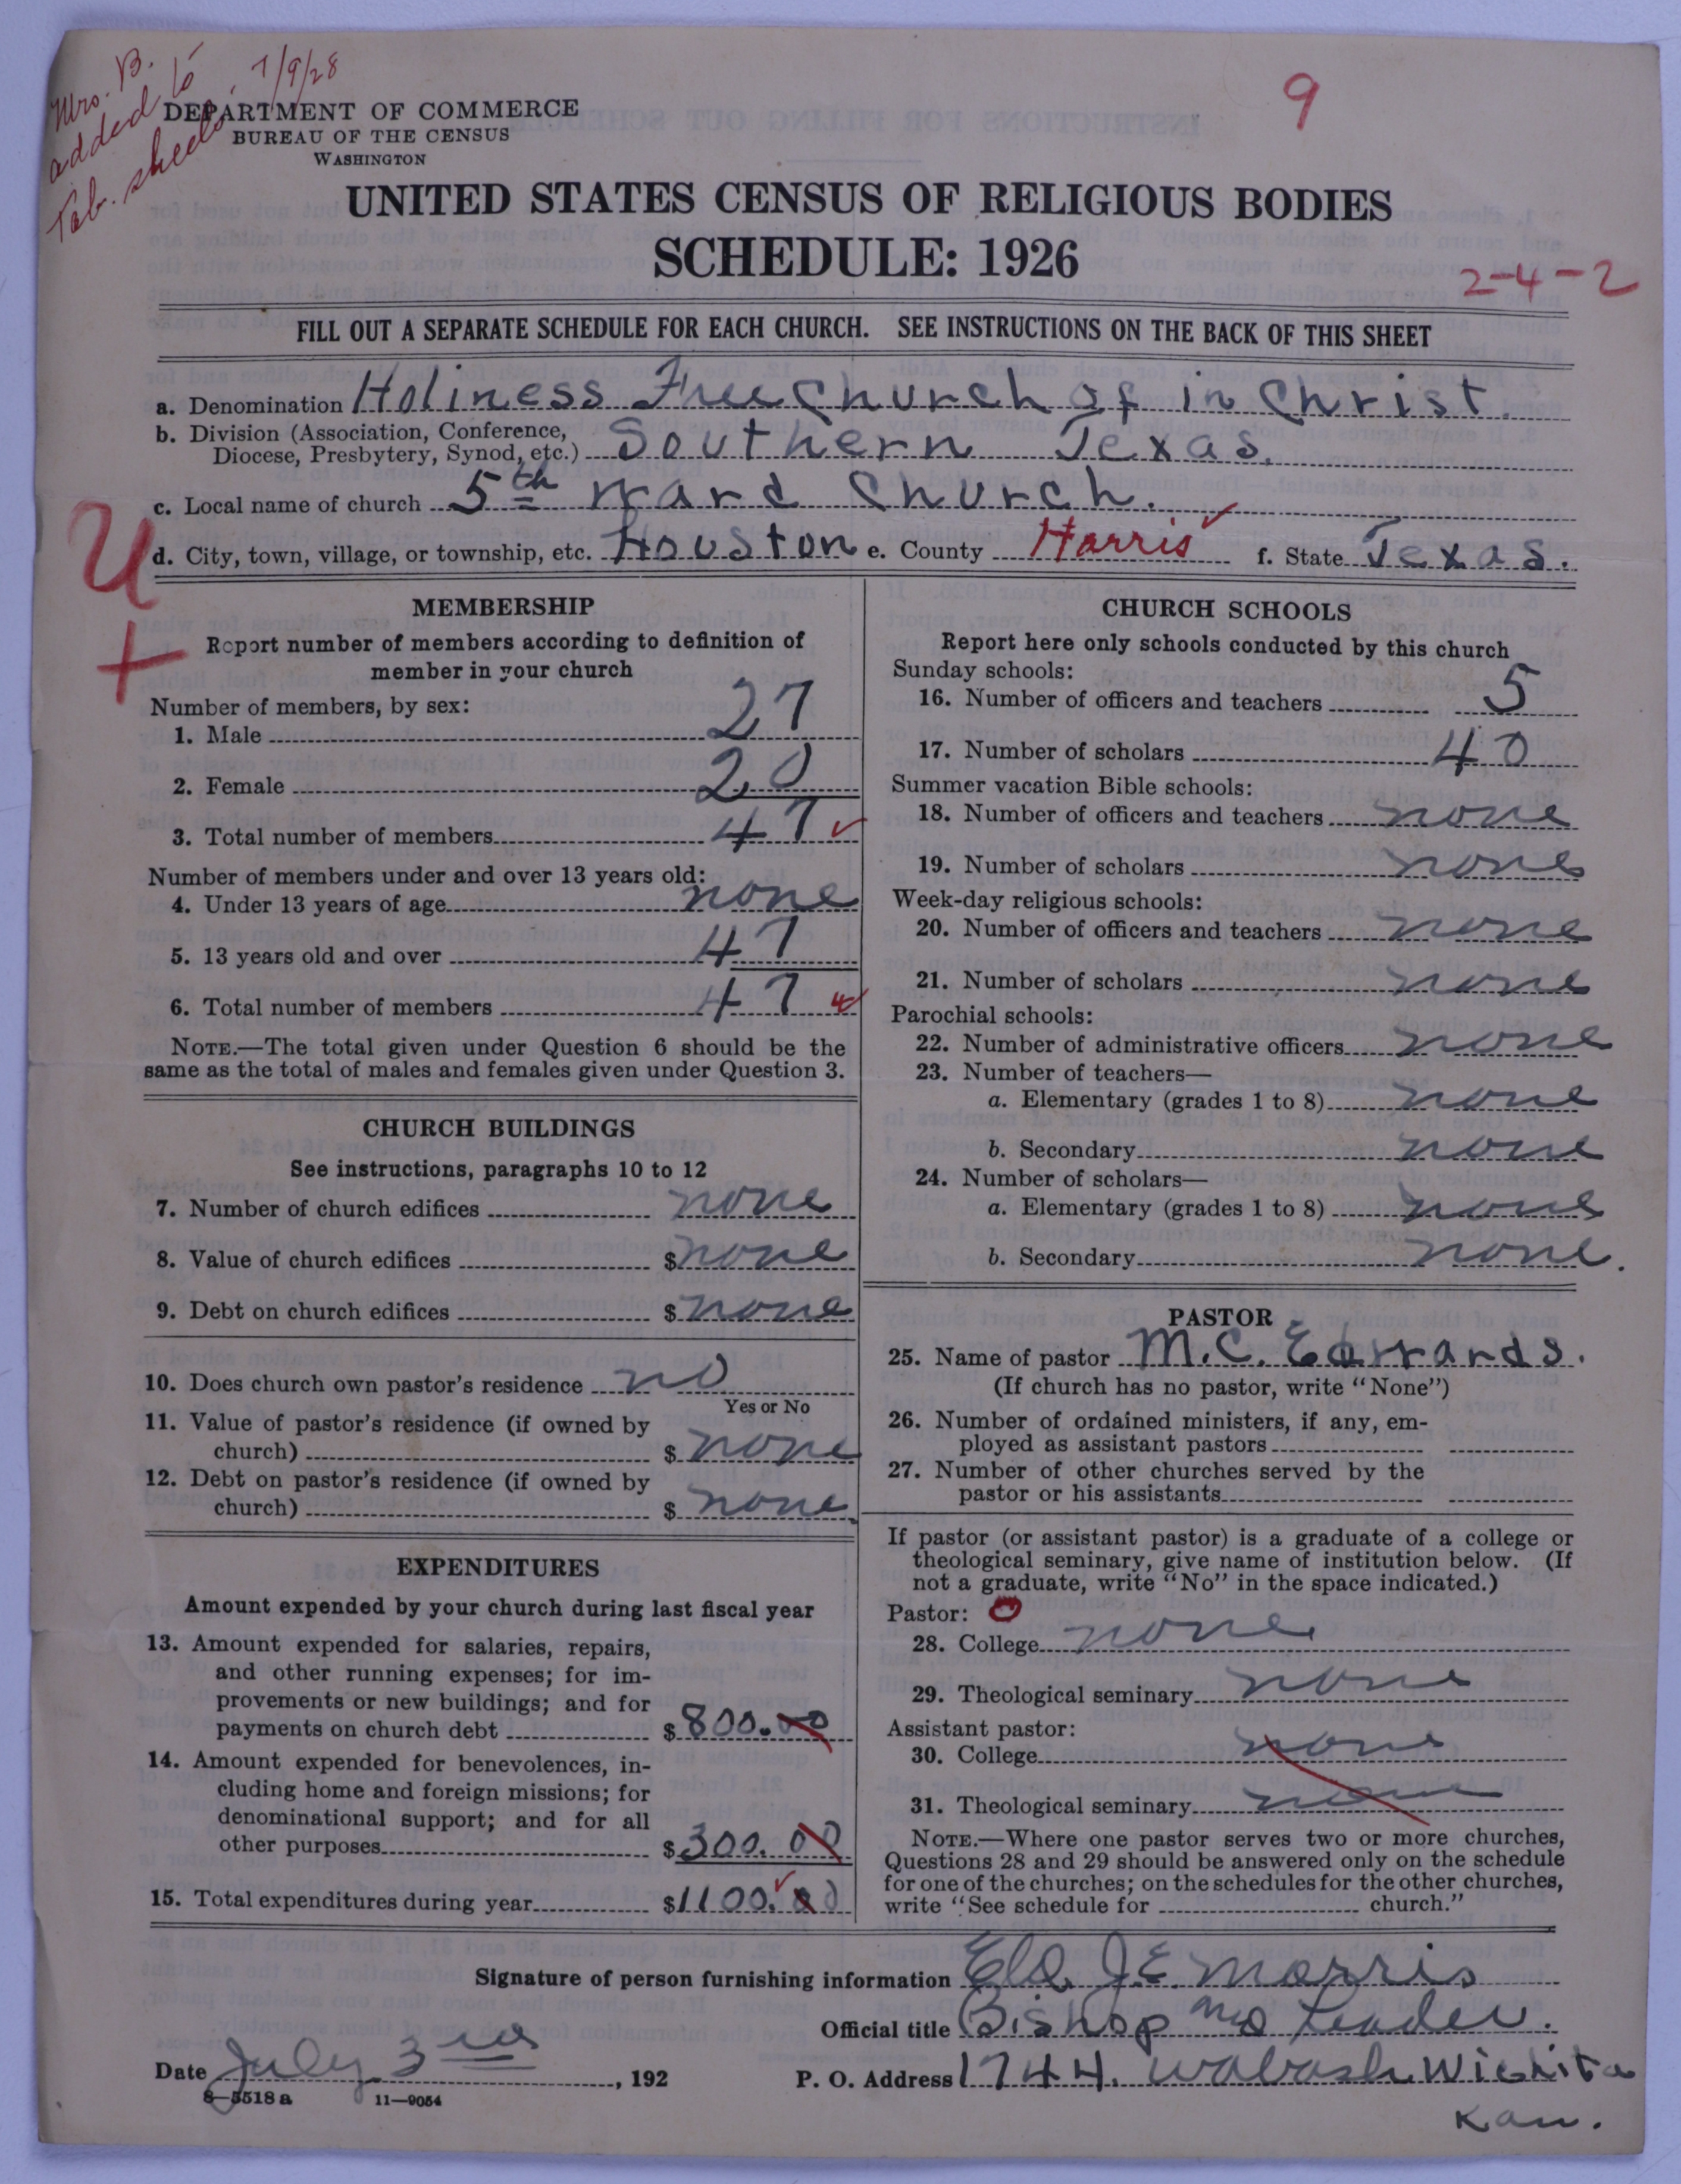 Mrs. B.
added to
Tab. sheets. 7/9/28
9
DEPARTMENT OF COMMERCE
BUREAU OF THE CENSUS
WASHINGTON
UNITED STATES CENSUS OF RELIGIOUS BODIES
SCHEDULE: 1926
2-4-2
FILL OUT A SEPARATE SCHEDULE FOR EACH CHURCH. SEE INSTRUCTIONS ON THE BACK OF THIS SHEET
a. Denomination Holiness Free Church of in Christ.
b. Division (Association, Conference,
Diocese, Presbytery, Synod, etc.) Southern Texas.
c. Local name of church 5th ward Church.
U
d. City, town, village, or township, etc. Houston e. County Harris f. State Texas.
+
MEMBERSHIP
Report number of members according to definition of
member in your church
Number of members, by sex:
1. Male 27
2. Female 20
3. Total number of members 47
Number of members under and over 13 years old:
4. Under 13 years of age none
5. 13 years old and over 47
6. Total number of members 47
NOTE.—The total given under Question 6 should be the
same as the total of males and females given under Question 3.
CHURCH BUILDINGS
See instructions, paragraphs 10 to 12
7. Number of church edifices none
8. Value of church edifices $ none
9. Debt on church edifices $ none
10. Does church own pastor's residence no
Yes or No
11. Value of pastor's residence (if owned by
church) $ none
12. Debt on pastor's residence (if owned by
church) $ none
EXPENDITURES
Amount expended by your church during last fiscal year
13. Amount expended for salaries, repairs,
and other running expenses; for im-
provements or new buildings; and for
payments on church debt $ 800.00
14. Amount expended for benevolences, in-
cluding home and foreign missions; for
denominational support; and for all
other purposes $ 300.00
15. Total expenditures during year $ 1100.00
CHURCH SCHOOLS
Report here only schools conducted by this church
Sunday schools:
16. Number of officers and teachers 5
17. Number of scholars 40
Summer vacation Bible schools:
18. Number of officers and teachers none
19. Number of scholars none
Week-day religious schools:
20. Number of officers and teachers none
21. Number of scholars none
Parochial schools:
22. Number of administrative officers none
23. Number of teachers—
a. Elementary (grades 1 to 8) none
b. Secondary none
24. Number of scholars—
a. Elementary (grades 1 to 8) none
b. Secondary none.
PASTOR
25. Name of pastor M.C.
(If church has no pastor, write "None")
26. Number of ordained ministers, if any, em-
ployed as assistant pastors
27. Number of other churches served by the
pastor or his assistants
If pastor (or assistant pastor) is a graduate of a college or
theological seminary, give name of institution below. (If
not a graduate, write "No" in the space indicated.)
Pastor: 0
28. College none
29. Theological seminary none
Assistant pastor:
30. College none
31. Theological seminary none
NOTE.—Where one pastor serves two or more churches,
Questions 28 and 29 should be answered only on the schedule
for one of the churches; on the schedules for the other churches,
write "See schedule for church."
Signature of person furnishing information Eld. J E Morris
Official title Bishop Leader.
Date July 3 , 192
P. O. Address 1744. Wabash. Wichita
Kan.
8-5518 a 11—9054